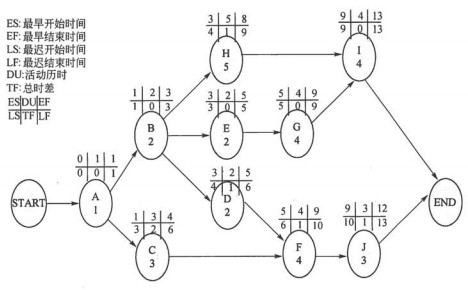 ES: 最早开始时间
EF: 最早结束时间
LS: 最迟开始时间
LF: 最迟结束时间
DU:活动历时
TF: 总时差
ES DU EF
LS TF LF
3 5 8
4 1 9
H
5
9 4 13
9 0 13
I
4
1 2 3
1 0 3
B
2
3 2 5
3 0 5
E
2
5 4 9
5 0 9
G
4
0 1 1
0 0 1
START
A
1
3 2 5
4 1 6
D
2
END
1 3 4
3 2 6
C
3
5 4 9
6 1 10
F
4
9 3 12
10 1 13
J
3